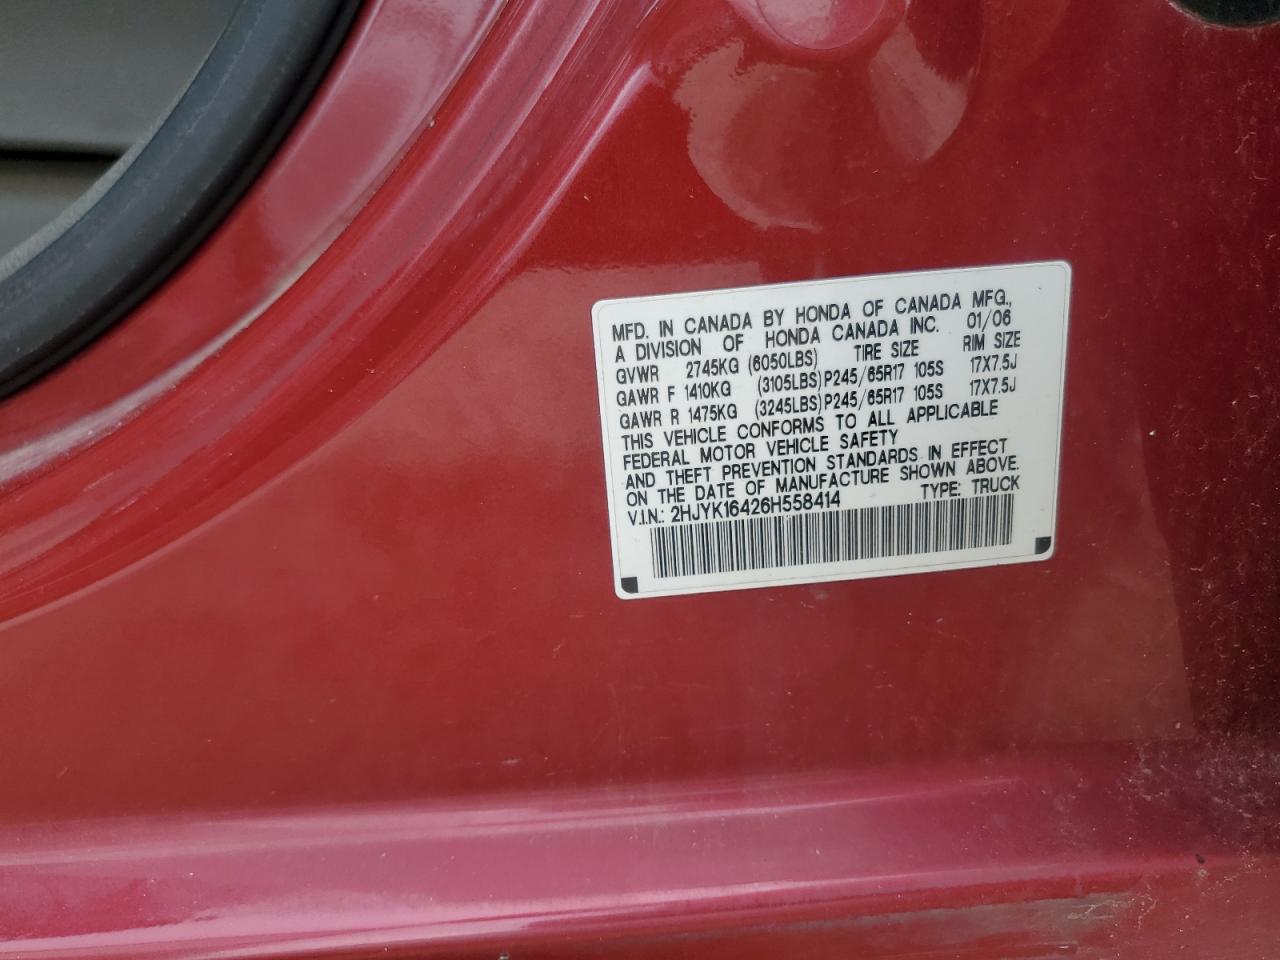 MFD. IN CANADA BY HONDA OF CANADA MFG.,
A DIVISION OF HONDA CANADA INC. 01/06
GVWR 2745KG (6050LBS) TIRE SIZE RIM SIZE
GAWR F 1410KG (3105LBS) P245/65R17 105S 17X7.5J
GAWR R 1475KG (3245LBS) P245/65R17 105S 17X7.5J
THIS VEHICLE CONFORMS TO ALL APPLICABLE
FEDERAL MOTOR VEHICLE SAFETY
AND THEFT PREVENTION STANDARDS IN EFFECT
ON THE DATE OF MANUFACTURE SHOWN ABOVE.
V.I.N.: 2HJYK16426H558414 TYPE: TRUCK